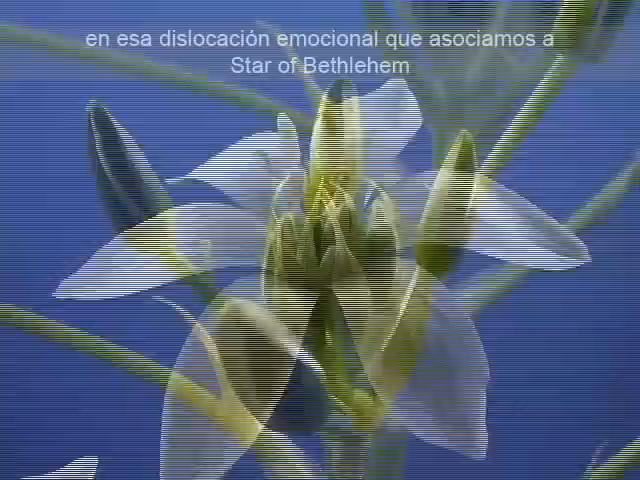 en esa dislocación emocional que asociamos a
Star of Bethlehem